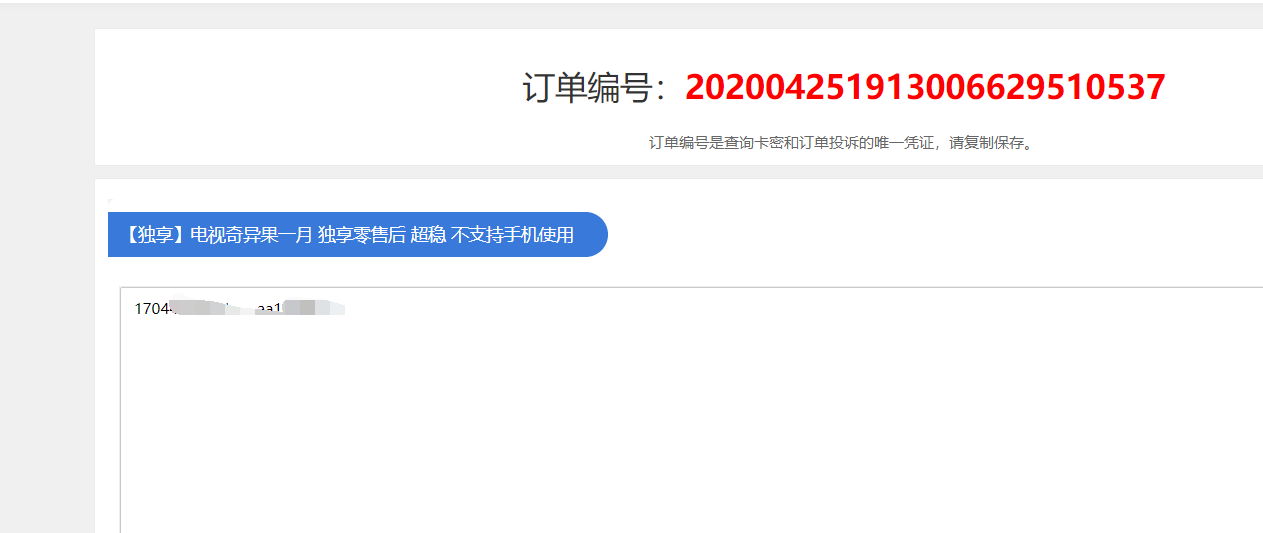 订单编号：202004251913006629510537
订单编号是查询卡密和订单投诉的唯一凭证，请复制保存。
【独享】电视奇异果一月 独享零售后 超稳 不支持手机使用
1704 aa1